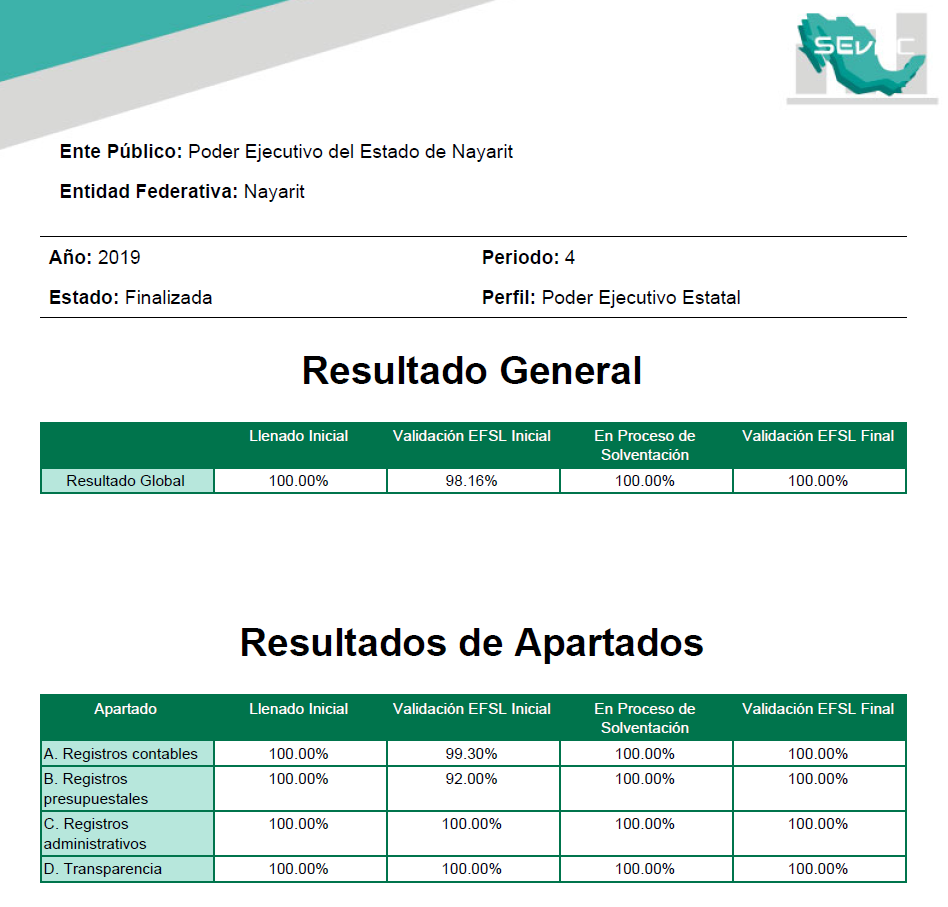 SEvAC
Ente Público: Poder Ejecutivo del Estado de Nayarit
Entidad Federativa: Nayarit
Año: 2019 Periodo: 4
Estado: Finalizada Perfil: Poder Ejecutivo Estatal
Resultado General
Llenado Inicial Validación EFSL Inicial En Proceso de Solventación Validación EFSL Final
Resultado Global 100.00% 98.16% 100.00% 100.00%
Resultados de Apartados
Apartado Llenado Inicial Validación EFSL Inicial En Proceso de Solventación Validación EFSL Final
A. Registros contables 100.00% 99.30% 100.00% 100.00%
B. Registros presupuestales 100.00% 92.00% 100.00% 100.00%
C. Registros administrativos 100.00% 100.00% 100.00% 100.00%
D. Transparencia 100.00% 100.00% 100.00% 100.00%